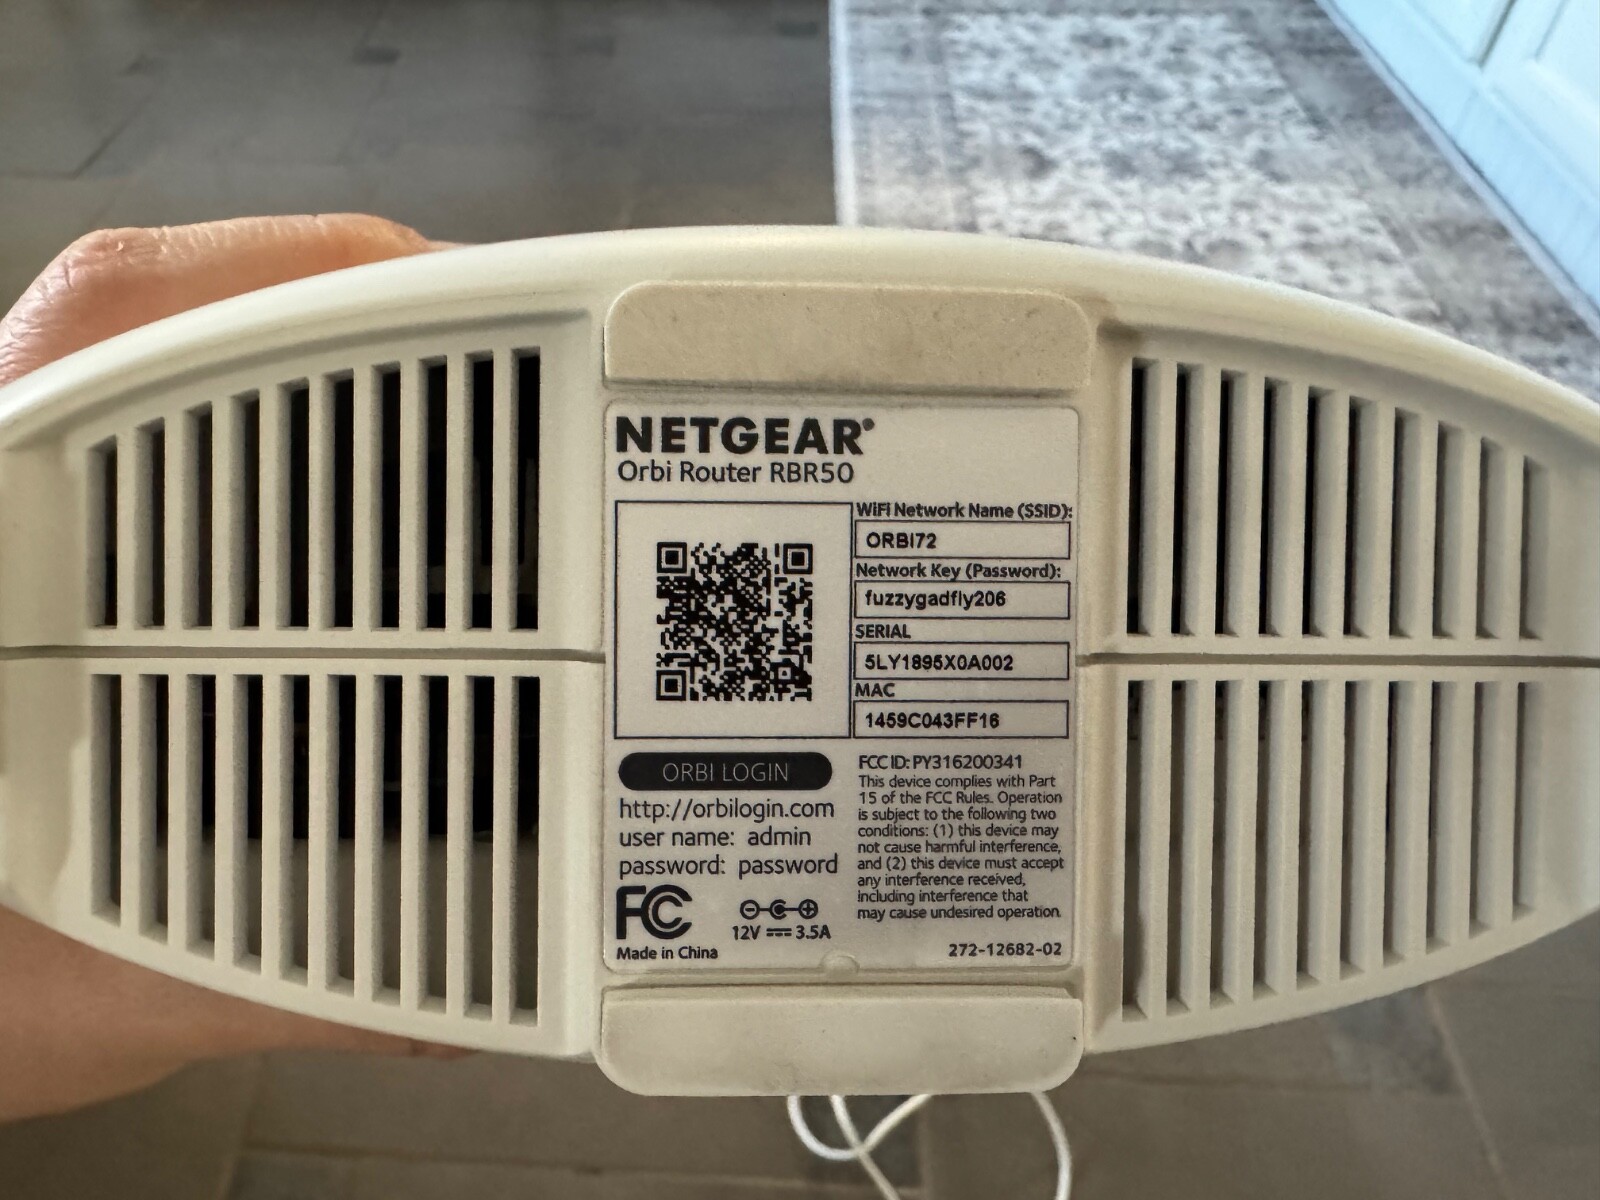 NETGEAR®
Orbi Router RBR50
WiFi Network Name (SSID):
ORBI72
Network Key (Password):
fuzzygadfly206
SERIAL
5LY1895X0A002
MAC
1459C043FF16
ORBI LOGIN
http://orbilogin.com
user name: admin
password: password
FC
Made in China
12V ⎓ 3.5A
FCC ID: PY316200341
This device complies with Part
15 of the FCC Rules. Operation
is subject to the following two
conditions: (1) this device may
not cause harmful interference,
and (2) this device must accept
any interference received,
including interference that
may cause undesired operation.
272-12682-02